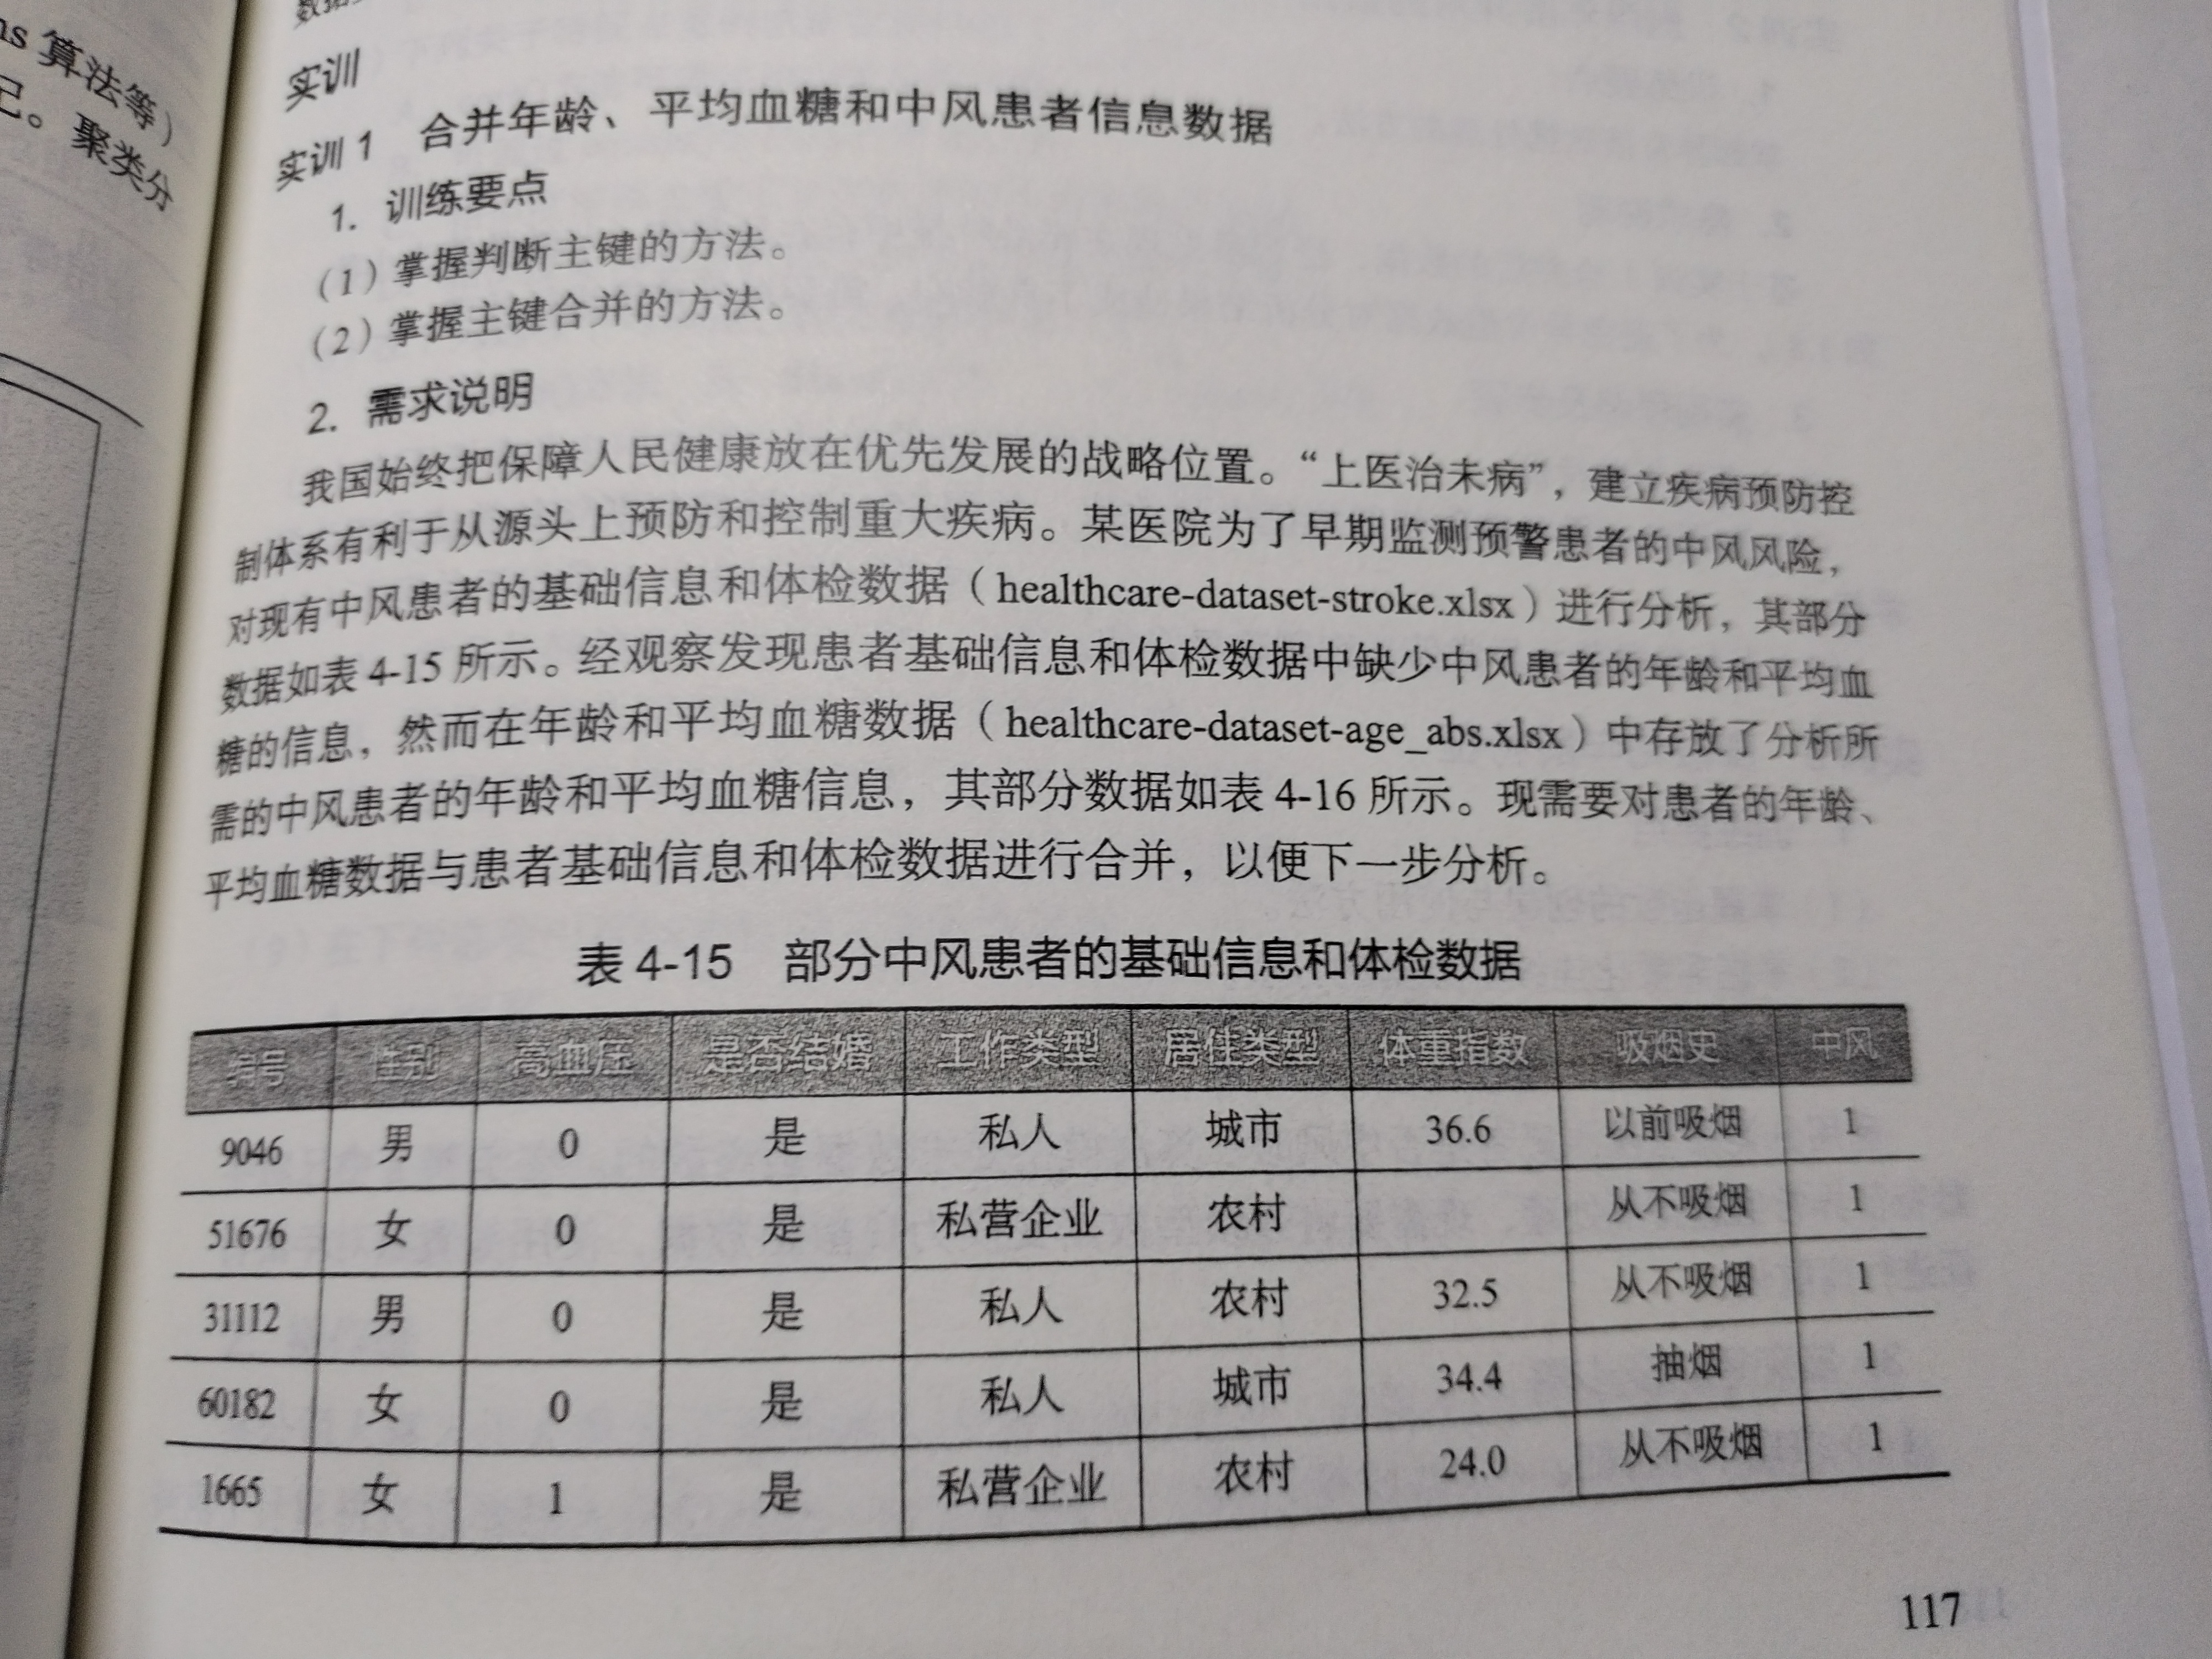 ns 算法等）
记。聚类分
实训
实训 1 合并年龄、平均血糖和中风患者信息数据
1. 训练要点
（1）掌握判断主键的方法。
（2）掌握主键合并的方法。
2. 需求说明
我国始终把保障人民健康放在优先发展的战略位置。“上医治未病”，建立疾病预防控
制体系有利于从源头上预防和控制重大疾病。某医院为了早期监测预警患者的中风风险，
对现有中风患者的基础信息和体检数据（healthcare-dataset-stroke.xlsx）进行分析，其部分
数据如表 4-15 所示。经观察发现患者基础信息和体检数据中缺少中风患者的年龄和平均血
糖的信息，然而在年龄和平均血糖数据（healthcare-dataset-age_abs.xlsx）中存放了分析所
需的中风患者的年龄和平均血糖信息，其部分数据如表 4-16 所示。现需要对患者的年龄、
平均血糖数据与患者基础信息和体检数据进行合并，以便下一步分析。
表 4-15 部分中风患者的基础信息和体检数据
编号 性别 高血压 是否结婚 工作类型 居住类型 体重指数 吸烟史 中风
9046 男 0 是 私人 城市 36.6 以前吸烟 1
51676 女 0 是 私营企业 农村 从不吸烟 1
31112 男 0 是 私人 农村 32.5 从不吸烟 1
60182 女 0 是 私人 城市 34.4 抽烟 1
1665 女 1 是 私营企业 农村 24.0 从不吸烟 1
117